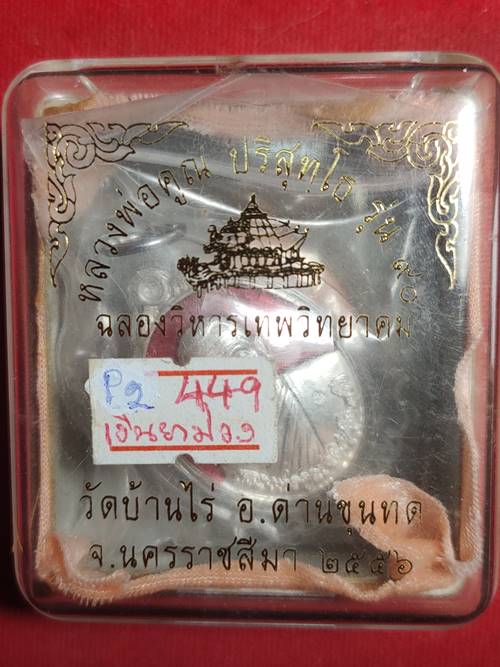 หลวงพ่อคูณ ปริสุทโธ รุ่น ๙๐
ฉลองวิหารเทพวิทยาคม
P2 449
เงินยาม่วง
วัดบ้านไร่ อ.ด่านขุนทด
จ.นครราชสีมา ๒๕๕๖